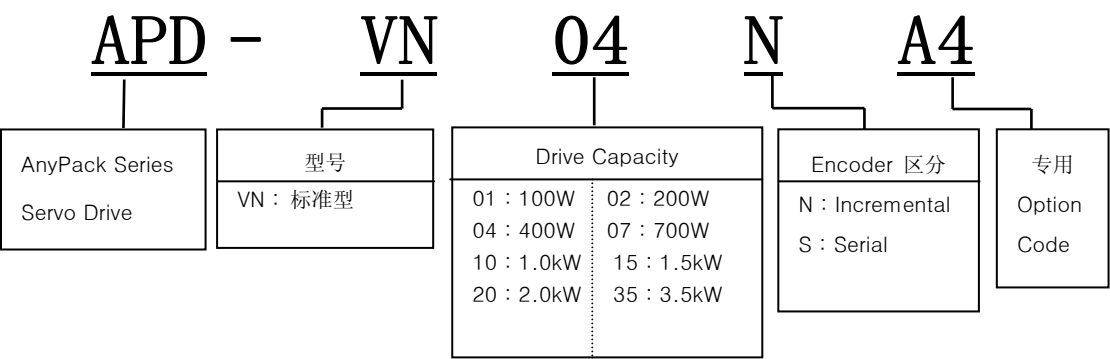 APD - VN 04 N A4
AnyPack Series
Servo Drive
型号
VN：标准型
Drive Capacity
01：100W 02：200W
04：400W 07：700W
10：1.0kW 15：1.5kW
20：2.0kW 35：3.5kW
Encoder 区分
N：Incremental
S：Serial
专用
Option
Code